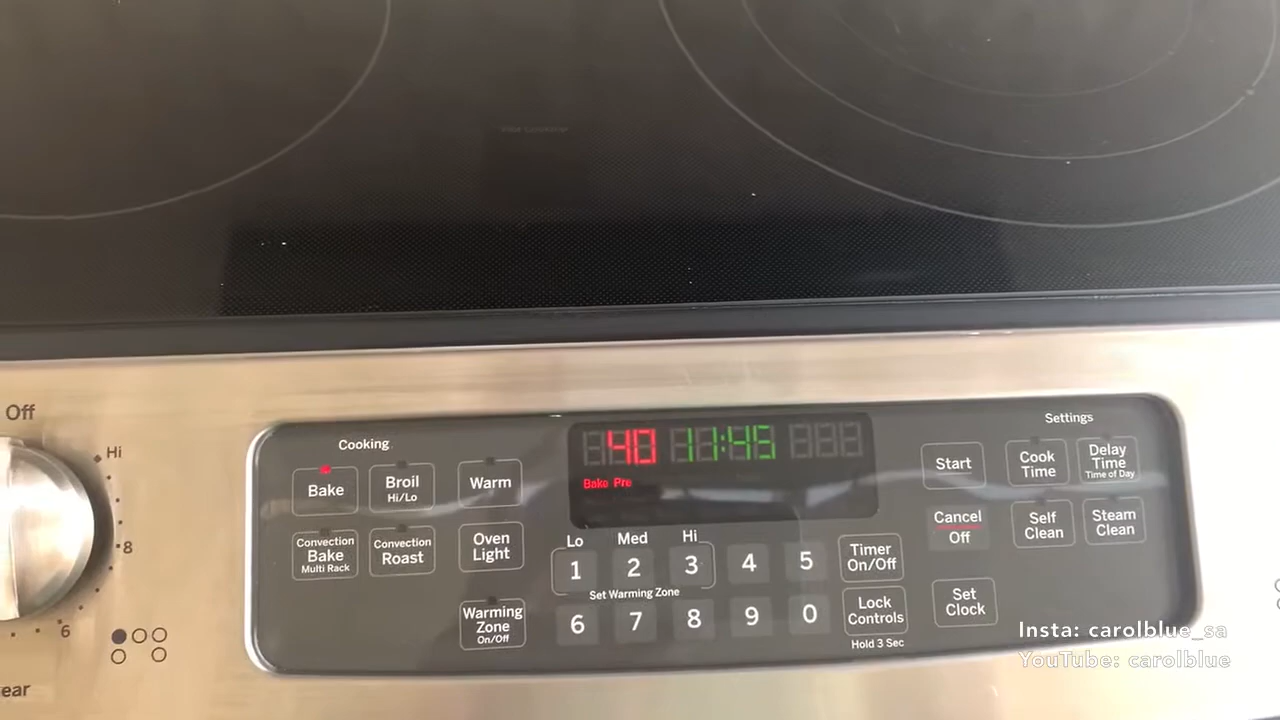 Off
Hi
8
6
ear
Cooking
Bake
Broil
Hi/Lo
Warm
Convection
Bake
Multi Rack
Convection
Roast
Oven
Light
Warming
Zone
On/Off
40 11:45
Bake Pre
Lo Med Hi
1 2 3 4 5
Set Warming Zone
6 7 8 9 0
Timer
On/Off
Lock
Controls
Hold 3 Sec
Settings
Start
Cook
Time
Delay
Time
Time of Day
Cancel
Off
Self
Clean
Steam
Clean
Set
Clock
Insta: carolblue_sa
YouTube: carolblue